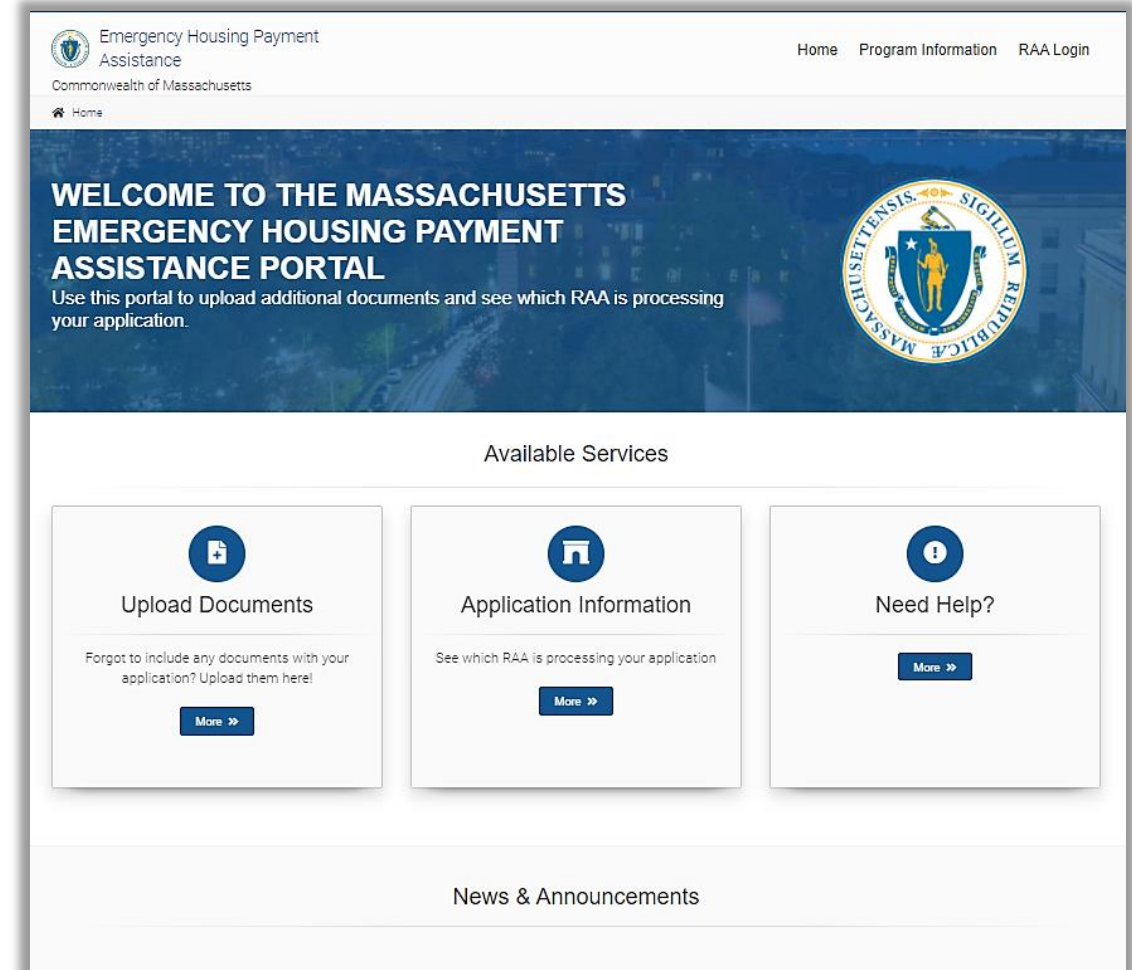 Emergency Housing Payment
Assistance
Commonwealth of Massachusetts
Home Program Information RAA Login
Home
WELCOME TO THE MASSACHUSETTS
EMERGENCY HOUSING PAYMENT
ASSISTANCE PORTAL
Use this portal to upload additional documents and see which RAA is processing
your application.
SIGILLUM REIPUBLICÆ MASSACHUSETTENSIS.
Available Services
Upload Documents
Forgot to include any documents with your
application? Upload them here!
More »
Application Information
See which RAA is processing your application
More »
Need Help?
More »
News & Announcements